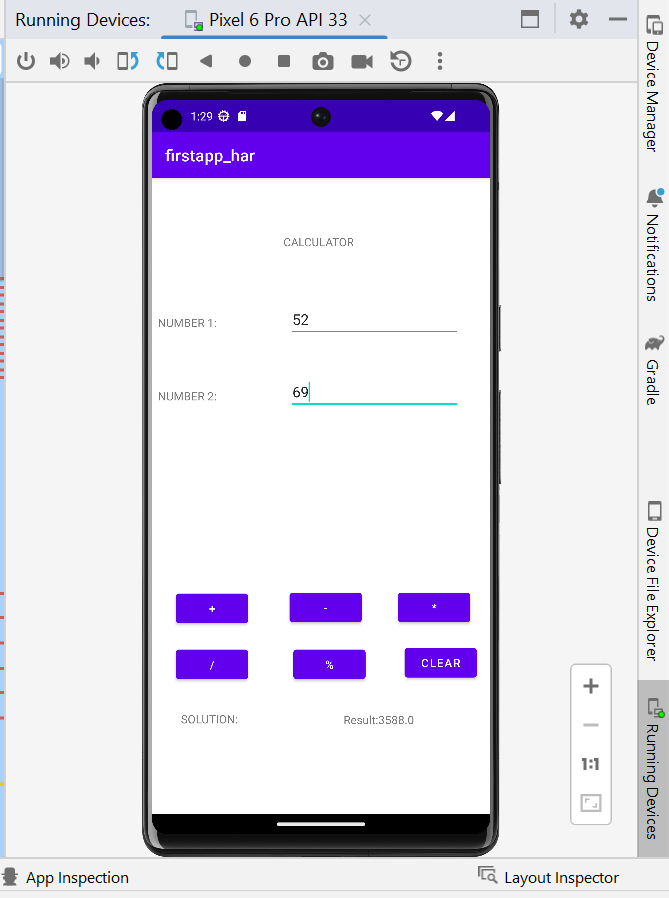 Running Devices:
Pixel 6 Pro API 33
1:29
firstapp_har
CALCULATOR
NUMBER 1:
52
NUMBER 2:
69
+
-
*
/
%
CLEAR
SOLUTION:
Result:3588.0
1:1
Device Manager
Notifications
Gradle
Device File Explorer
Running Devices
App Inspection
Layout Inspector